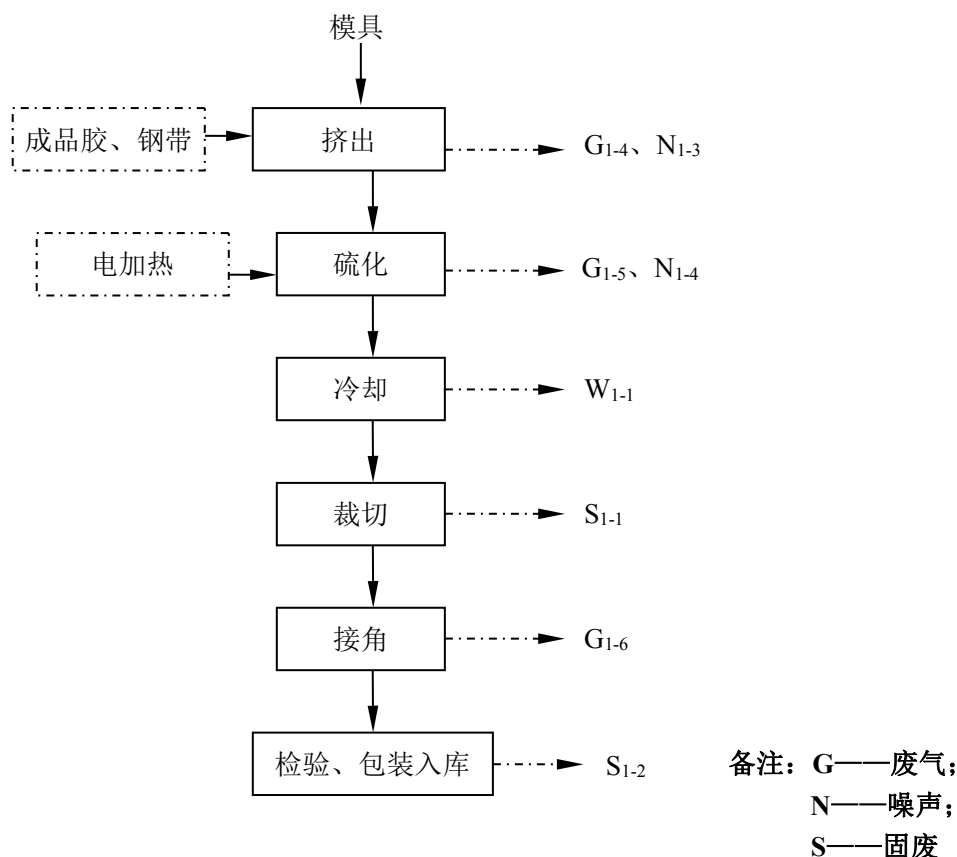 模具
成品胶、钢带
挤出
G1-4、N1-3
电加热
硫化
G1-5、N1-4
冷却
W1-1
裁切
S1-1
接角
G1-6
检验、包装入库
S1-2
备注：G——废气；
N——噪声；
S——固废